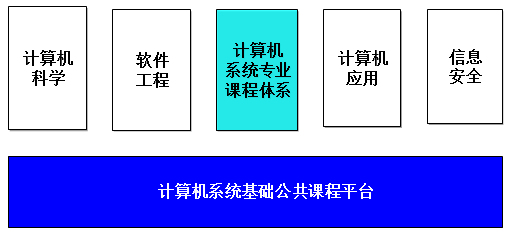 计算机
科学
软件
工程
计算机
系统专业
课程体系
计算机
应用
信息
安全
计算机系统基础公共课程平台